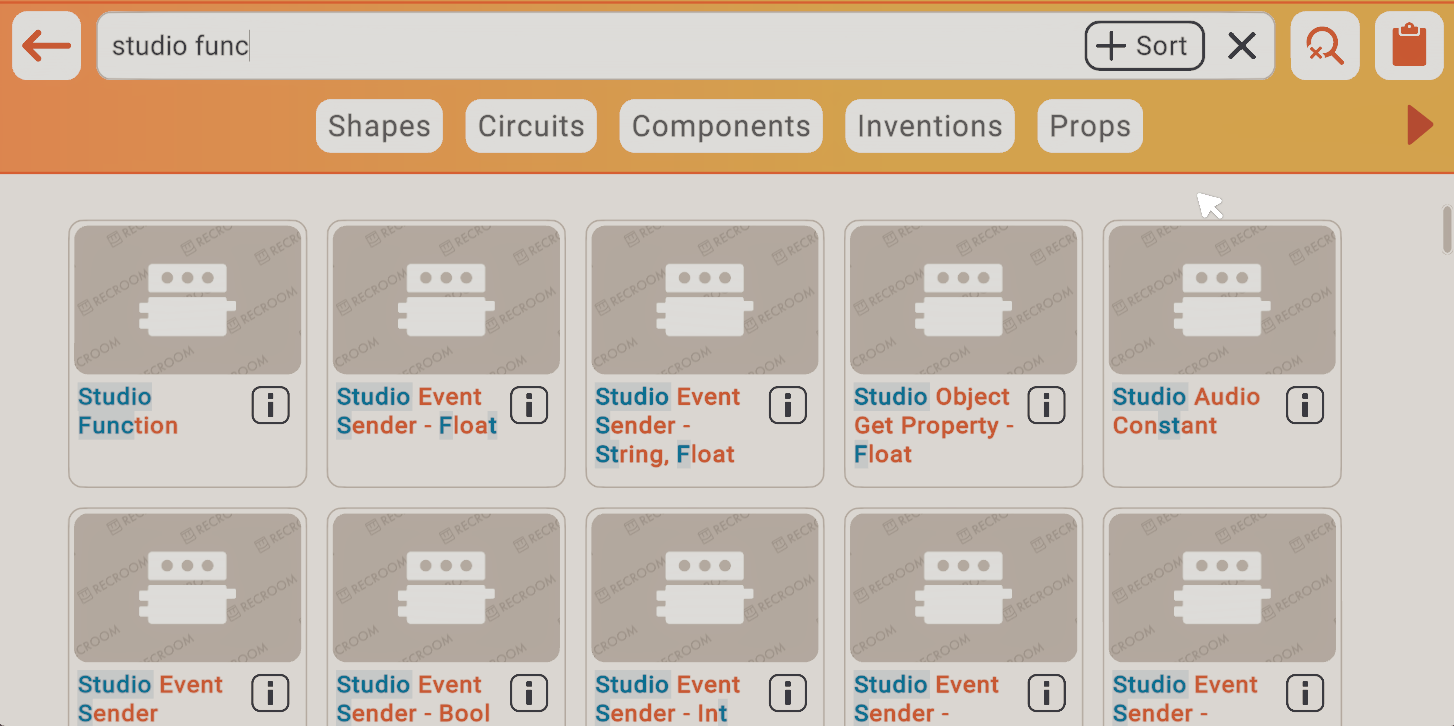 studio func
Sort
Shapes
Circuits
Components
Inventions
Props
Studio
Function
Studio Event
Sender - Float
Studio Event
Sender -
String, Float
Studio Object
Get Property -
Float
Studio Audio
Constant
Studio Event
Sender
Studio Event
Sender - Bool
Studio Event
Sender - Int
Studio Event
Sender -
Studio Event
Sender -